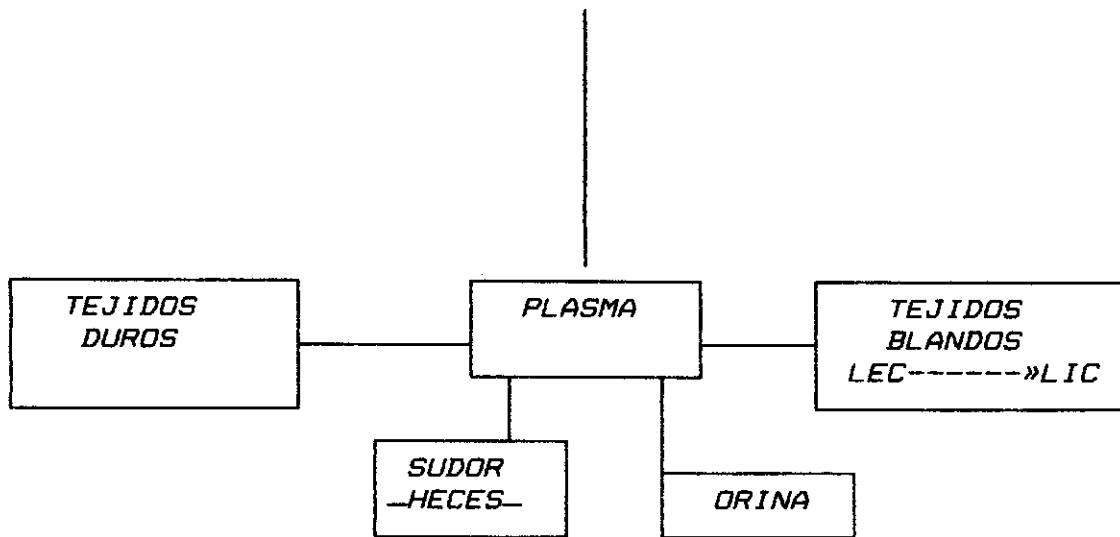 TEJIDOS
DUROS
PLASMA
TEJIDOS
BLANDOS
LEC------»LIC
SUDOR
—HECES—
ORINA